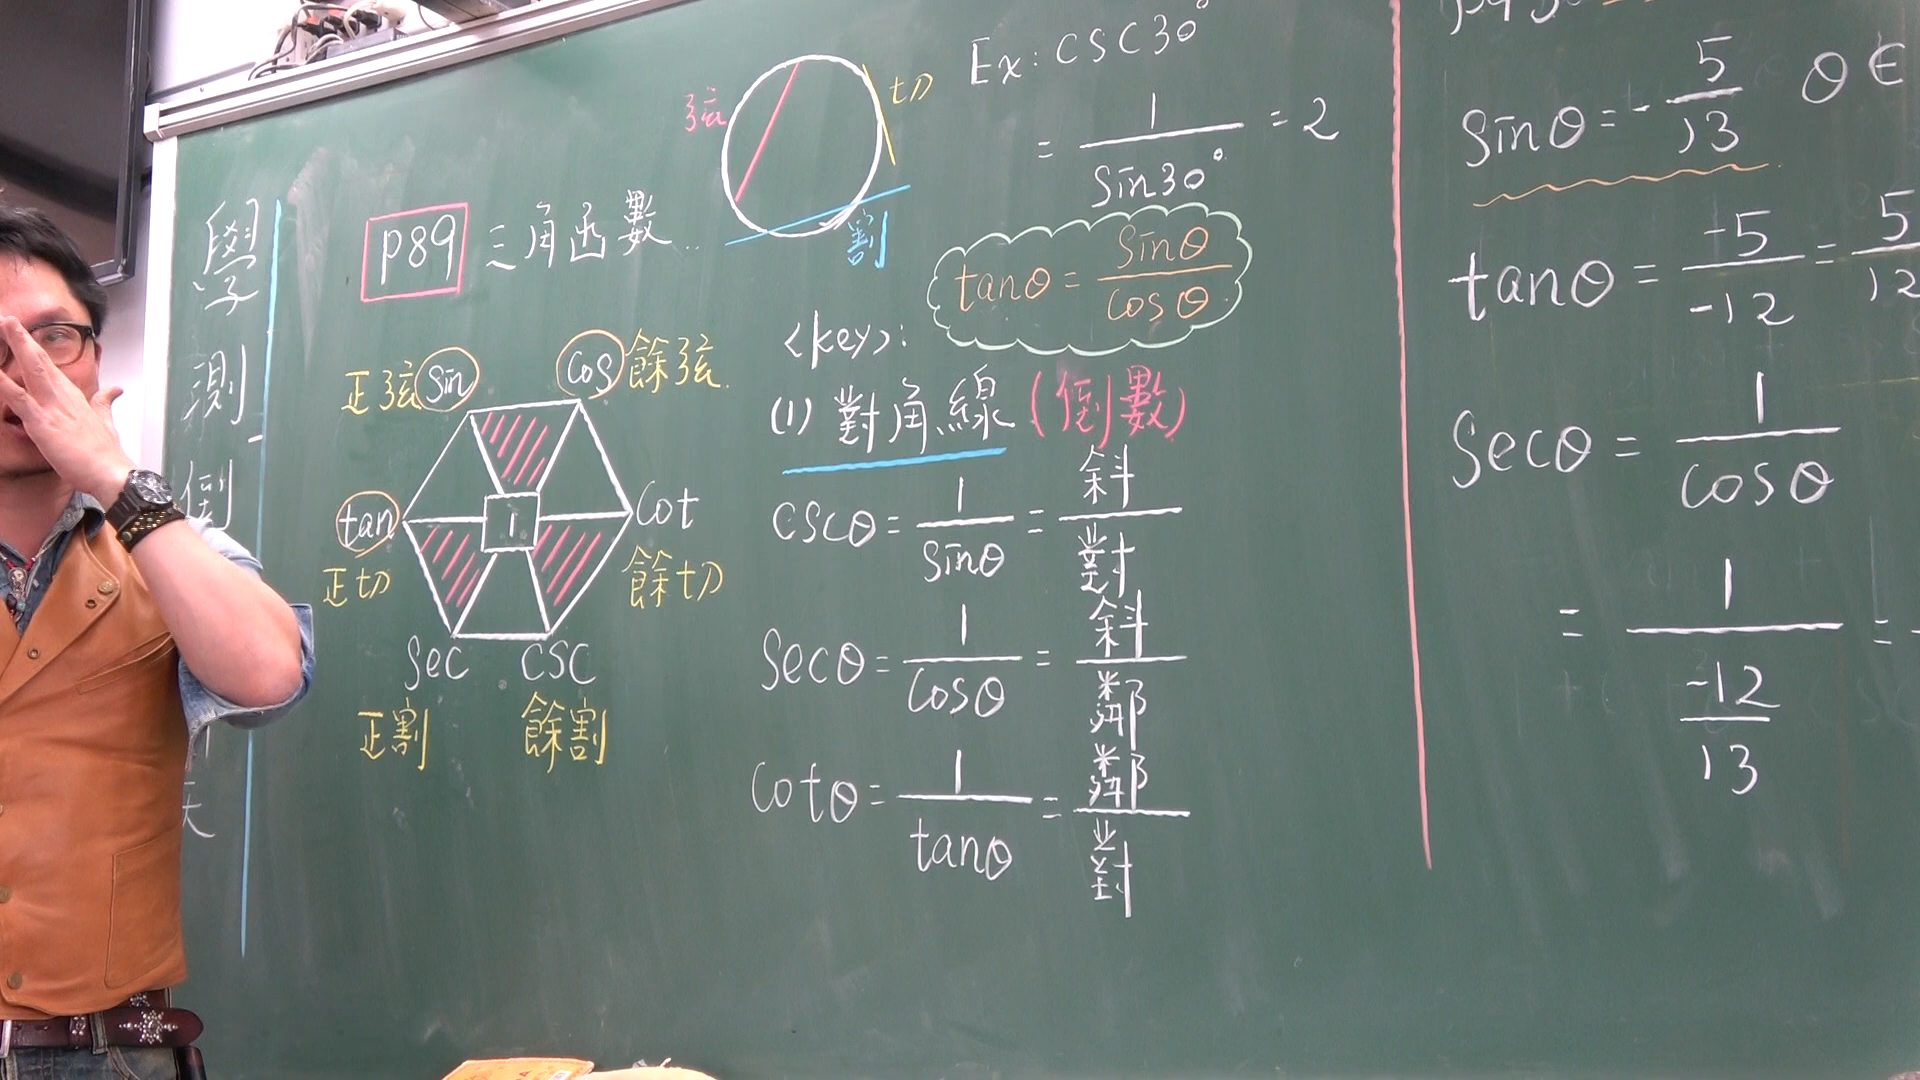 學測倒
天
P89 三角函數...
弦
切
割
正弦 sin
cos 餘弦
tan
正切
1
cot
餘切
sec
正割
csc
餘割
Ex: csc30°
= 1/sin30° = 2
tanθ = sinθ/cosθ
<key>:
(1) 對角線 (倒數)
cscθ = 1/sinθ = 斜/對
secθ = 1/cosθ = 斜/鄰
cotθ = 1/tanθ = 鄰/對
sinθ = -5/13 θ∈
tanθ = -5/-12 = 5/12
secθ = 1/cosθ
= 1/(-12/13) =